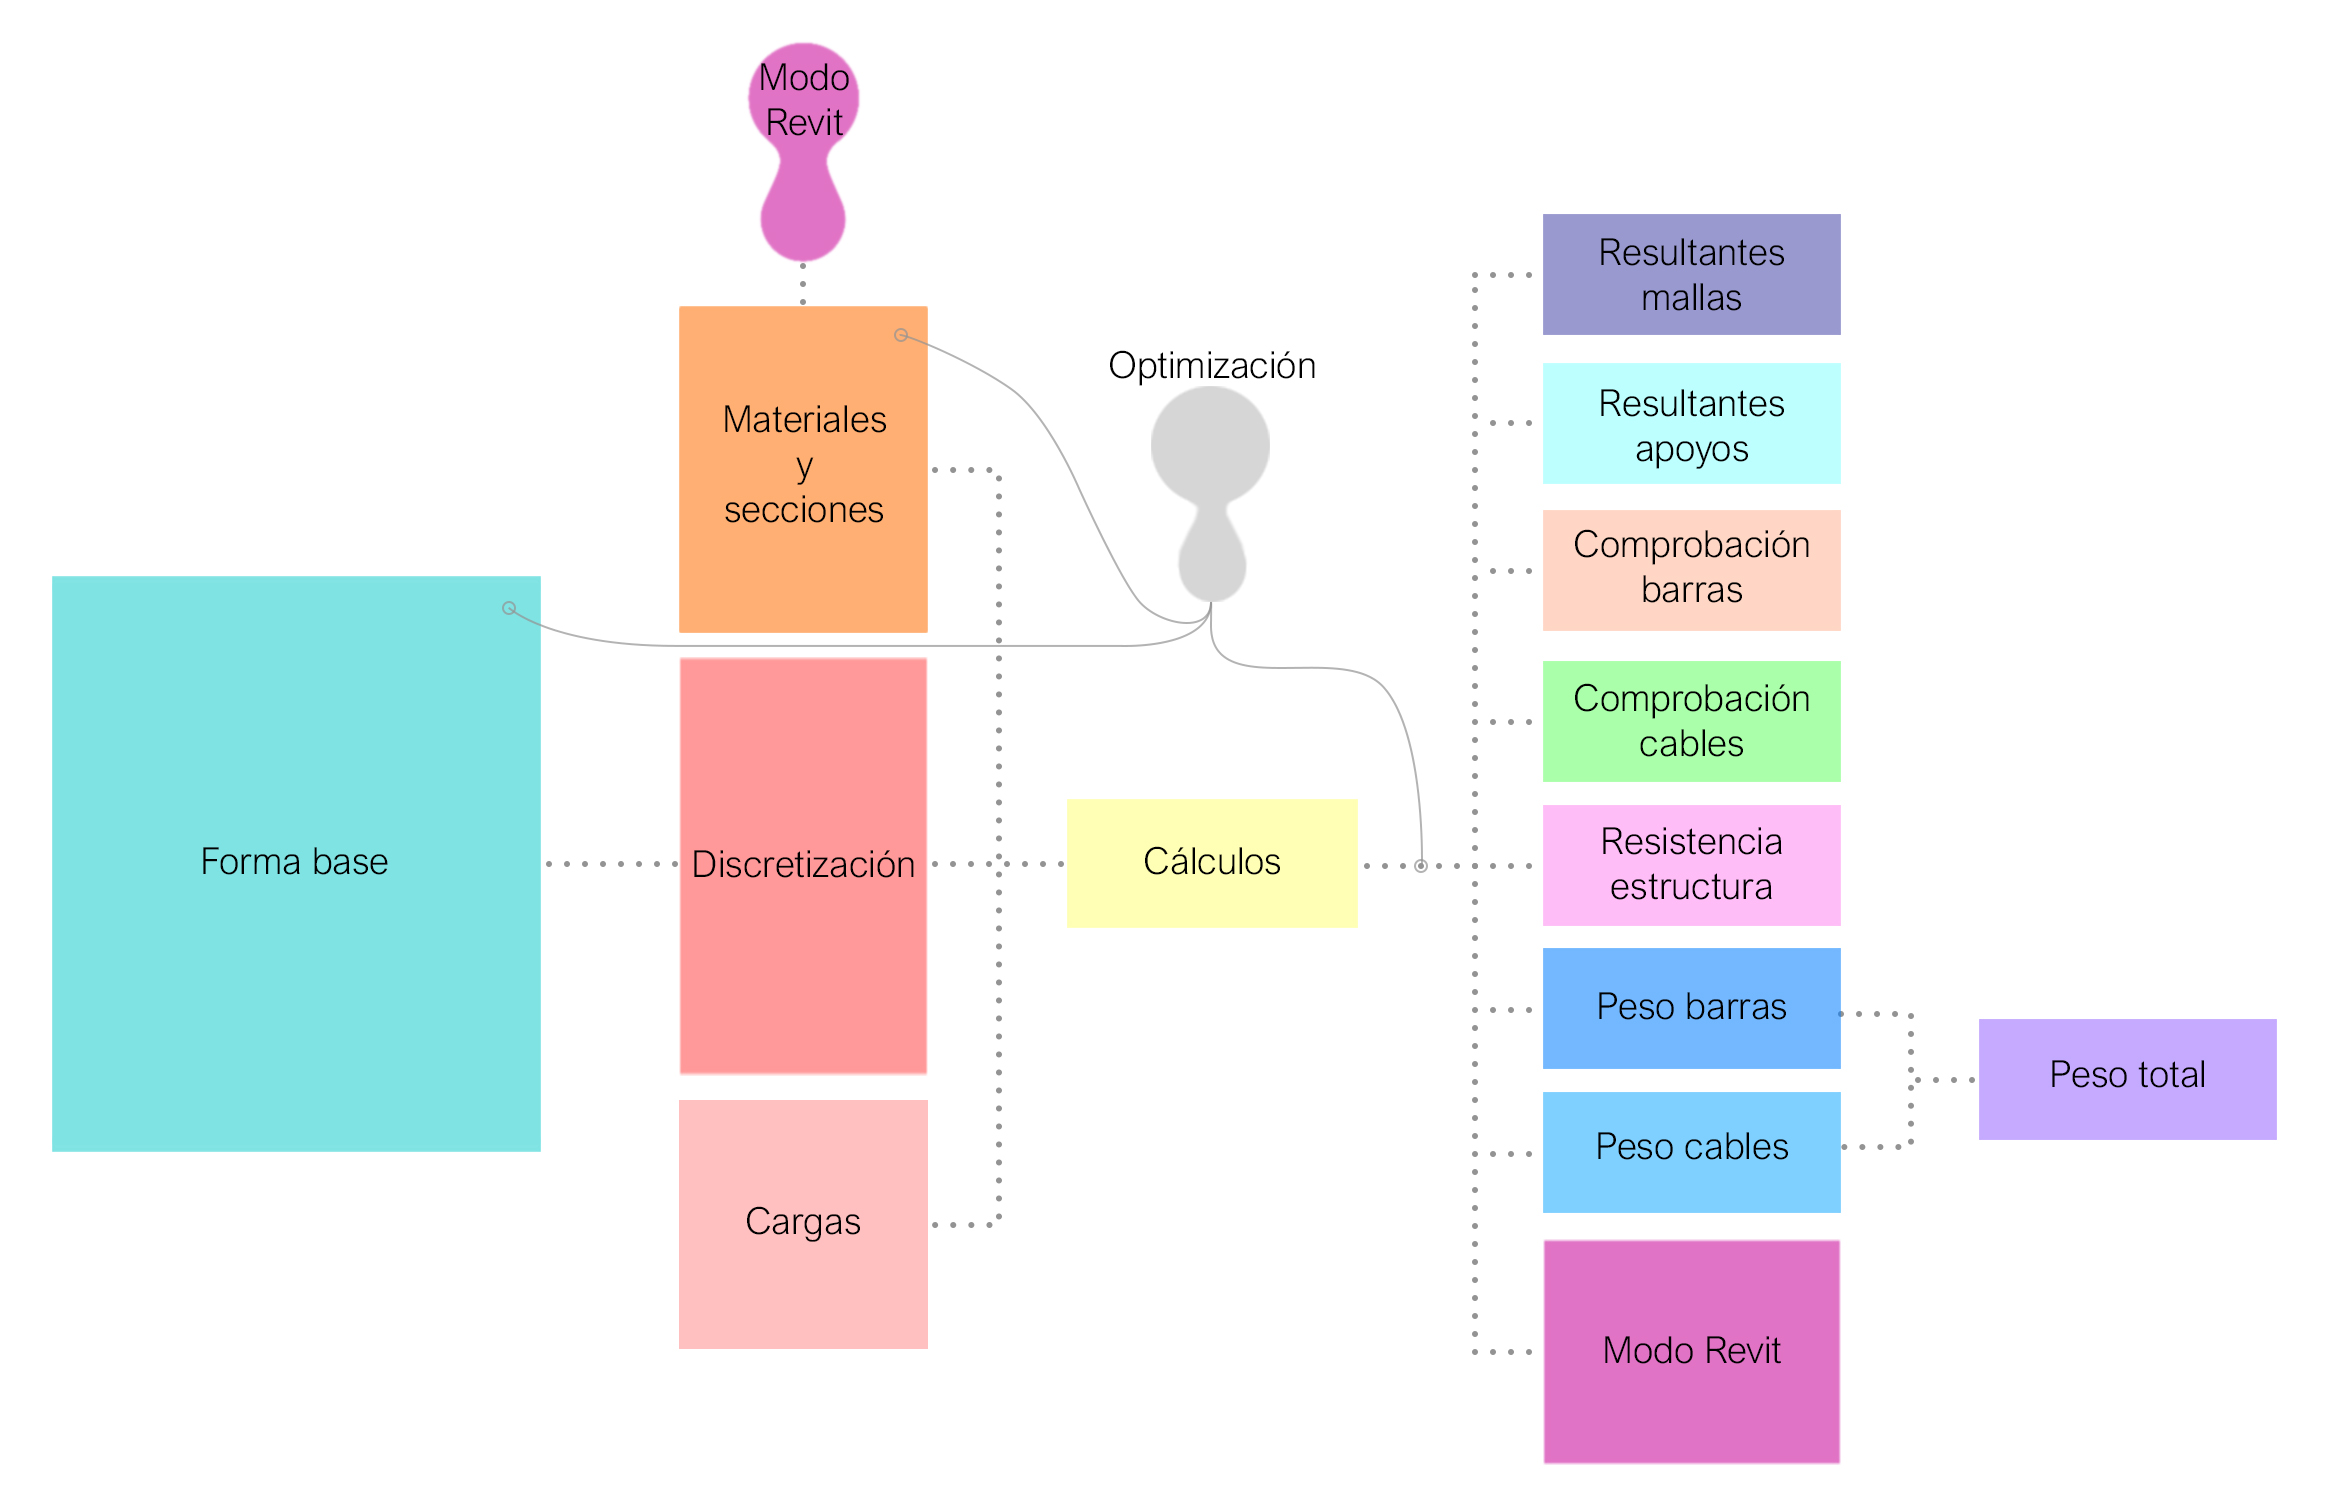 Modo
Revit
Materiales
y
secciones
Optimización
Forma base
Discretización
Cargas
Cálculos
Resultantes
mallas
Resultantes
apoyos
Comprobación
barras
Comprobación
cables
Resistencia
estructura
Peso barras
Peso cables
Modo Revit
Peso total